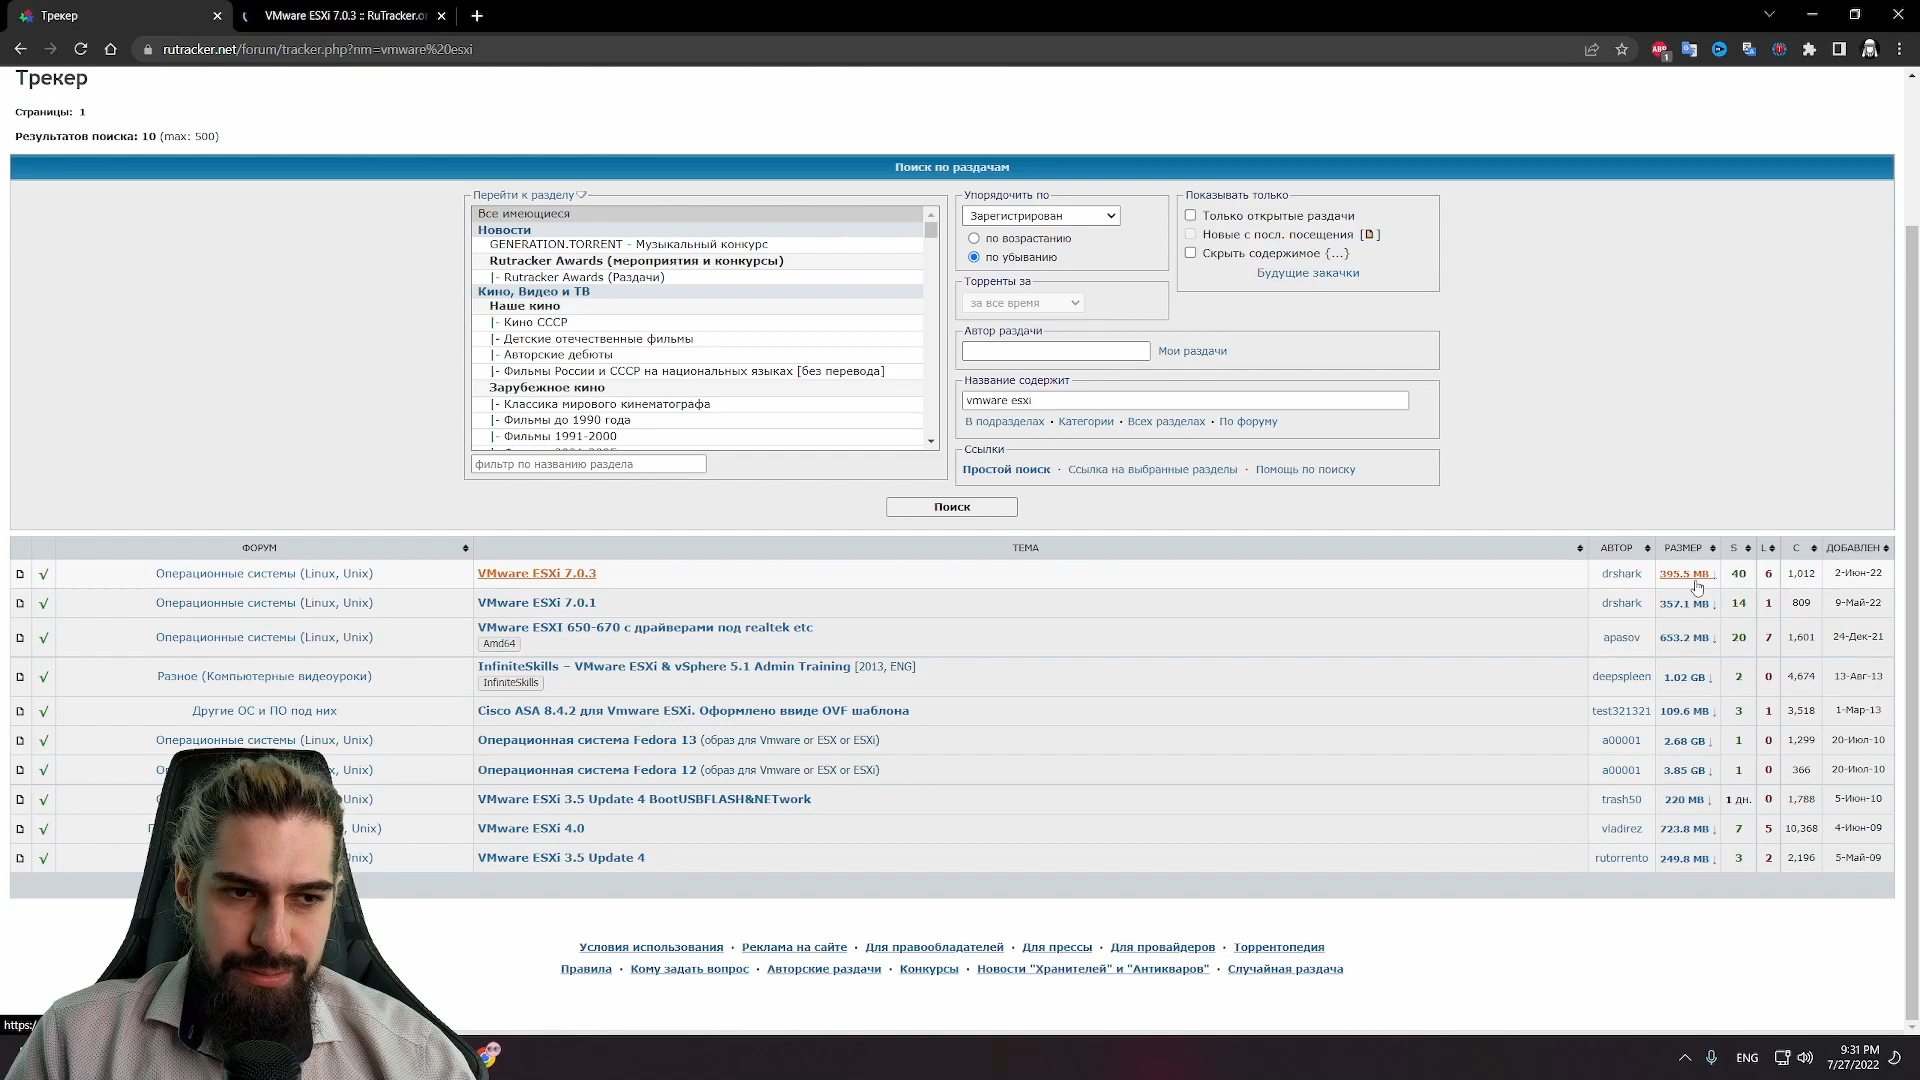 Трекер
VMware ESXi 7.0.3 :: RuTracker.or
rutracker.net/forum/tracker.php?nm=vmware%20esxi
Трекер
Страницы: 1
Результатов поиска: 10 (max: 500)
Поиск по раздачам
Перейти к разделу
Все имеющиеся
Новости
GENERATION.TORRENT - Музыкальный конкурс
Rutracker Awards (мероприятия и конкурсы)
|- Rutracker Awards (Раздачи)
Кино, Видео и ТВ
Наше кино
|- Кино СССР
|- Детские отечественные фильмы
|- Авторские дебюты
|- Фильмы России и СССР на национальных языках [без перевода]
Зарубежное кино
|- Классика мирового кинематографа
|- Фильмы до 1990 года
|- Фильмы 1991-2000
фильтр по названию раздела
Упорядочить по
Зарегистрирован
по возрастанию
по убыванию
Торренты за
за все время
Показывать только
Только открытые раздачи
Новые с посл. посещения [ ]
Скрыть содержимое {...}
Будущие закачки
Автор раздачи
Мои раздачи
Название содержит
vmware esxi
В подразделах • Категории • Всех разделах • По форуму
Ссылки
Простой поиск · Ссылка на выбранные разделы · Помощь по поиску
Поиск
ФОРУМ ТЕМА АВТОР РАЗМЕР S L C ДОБАВЛЕН
√ Операционные системы (Linux, Unix) VMware ESXi 7.0.3 drshark 395.5 MB ↓ 40 6 1,012 2-Июн-22
√ Операционные системы (Linux, Unix) VMware ESXi 7.0.1 drshark 357.1 MB ↓ 14 1 809 9-Май-22
√ Операционные системы (Linux, Unix) VMware ESXI 650-670 с драйверами под realtek etc apasov 653.2 MB ↓ 20 7 1,601 24-Дек-21
Amd64
√ Разное (Компьютерные видеоуроки) InfiniteSkills – VMware ESXi & vSphere 5.1 Admin Training [2013, ENG] deepspleen 1.02 GB ↓ 2 0 4,674 13-Авг-13
InfiniteSkills
√ Другие ОС и ПО под них Cisco ASA 8.4.2 для Vmware ESXi. Оформлено ввиде OVF шаблона test321321 109.6 MB ↓ 3 1 3,518 1-Мар-13
√ Операционные системы (Linux, Unix) Операционная система Fedora 13 (образ для Vmware or ESX or ESXi) a00001 2.68 GB ↓ 1 0 1,299 20-Июл-10
√ x, Unix) Операционная система Fedora 12 (образ для Vmware or ESX or ESXi) a00001 3.85 GB ↓ 1 0 366 20-Июл-10
√ Unix) VMware ESXi 3.5 Update 4 BootUSBFLASH&NETwork trash50 220 MB ↓ 1 дн. 0 1,788 5-Июн-10
√ , Unix) VMware ESXi 4.0 vladirez 723.8 MB ↓ 7 5 10,368 4-Июн-09
√ nix) VMware ESXi 3.5 Update 4 rutorrento 249.8 MB ↓ 3 2 2,196 5-Май-09
Условия использования · Реклама на сайте · Для правообладателей · Для прессы · Для провайдеров · Торрентопедия
Правила · Кому задать вопрос · Авторские раздачи · Конкурсы · Новости "Хранителей" и "Антикваров" · Случайная раздача
https:/
ENG
9:31 PM
7/27/2022